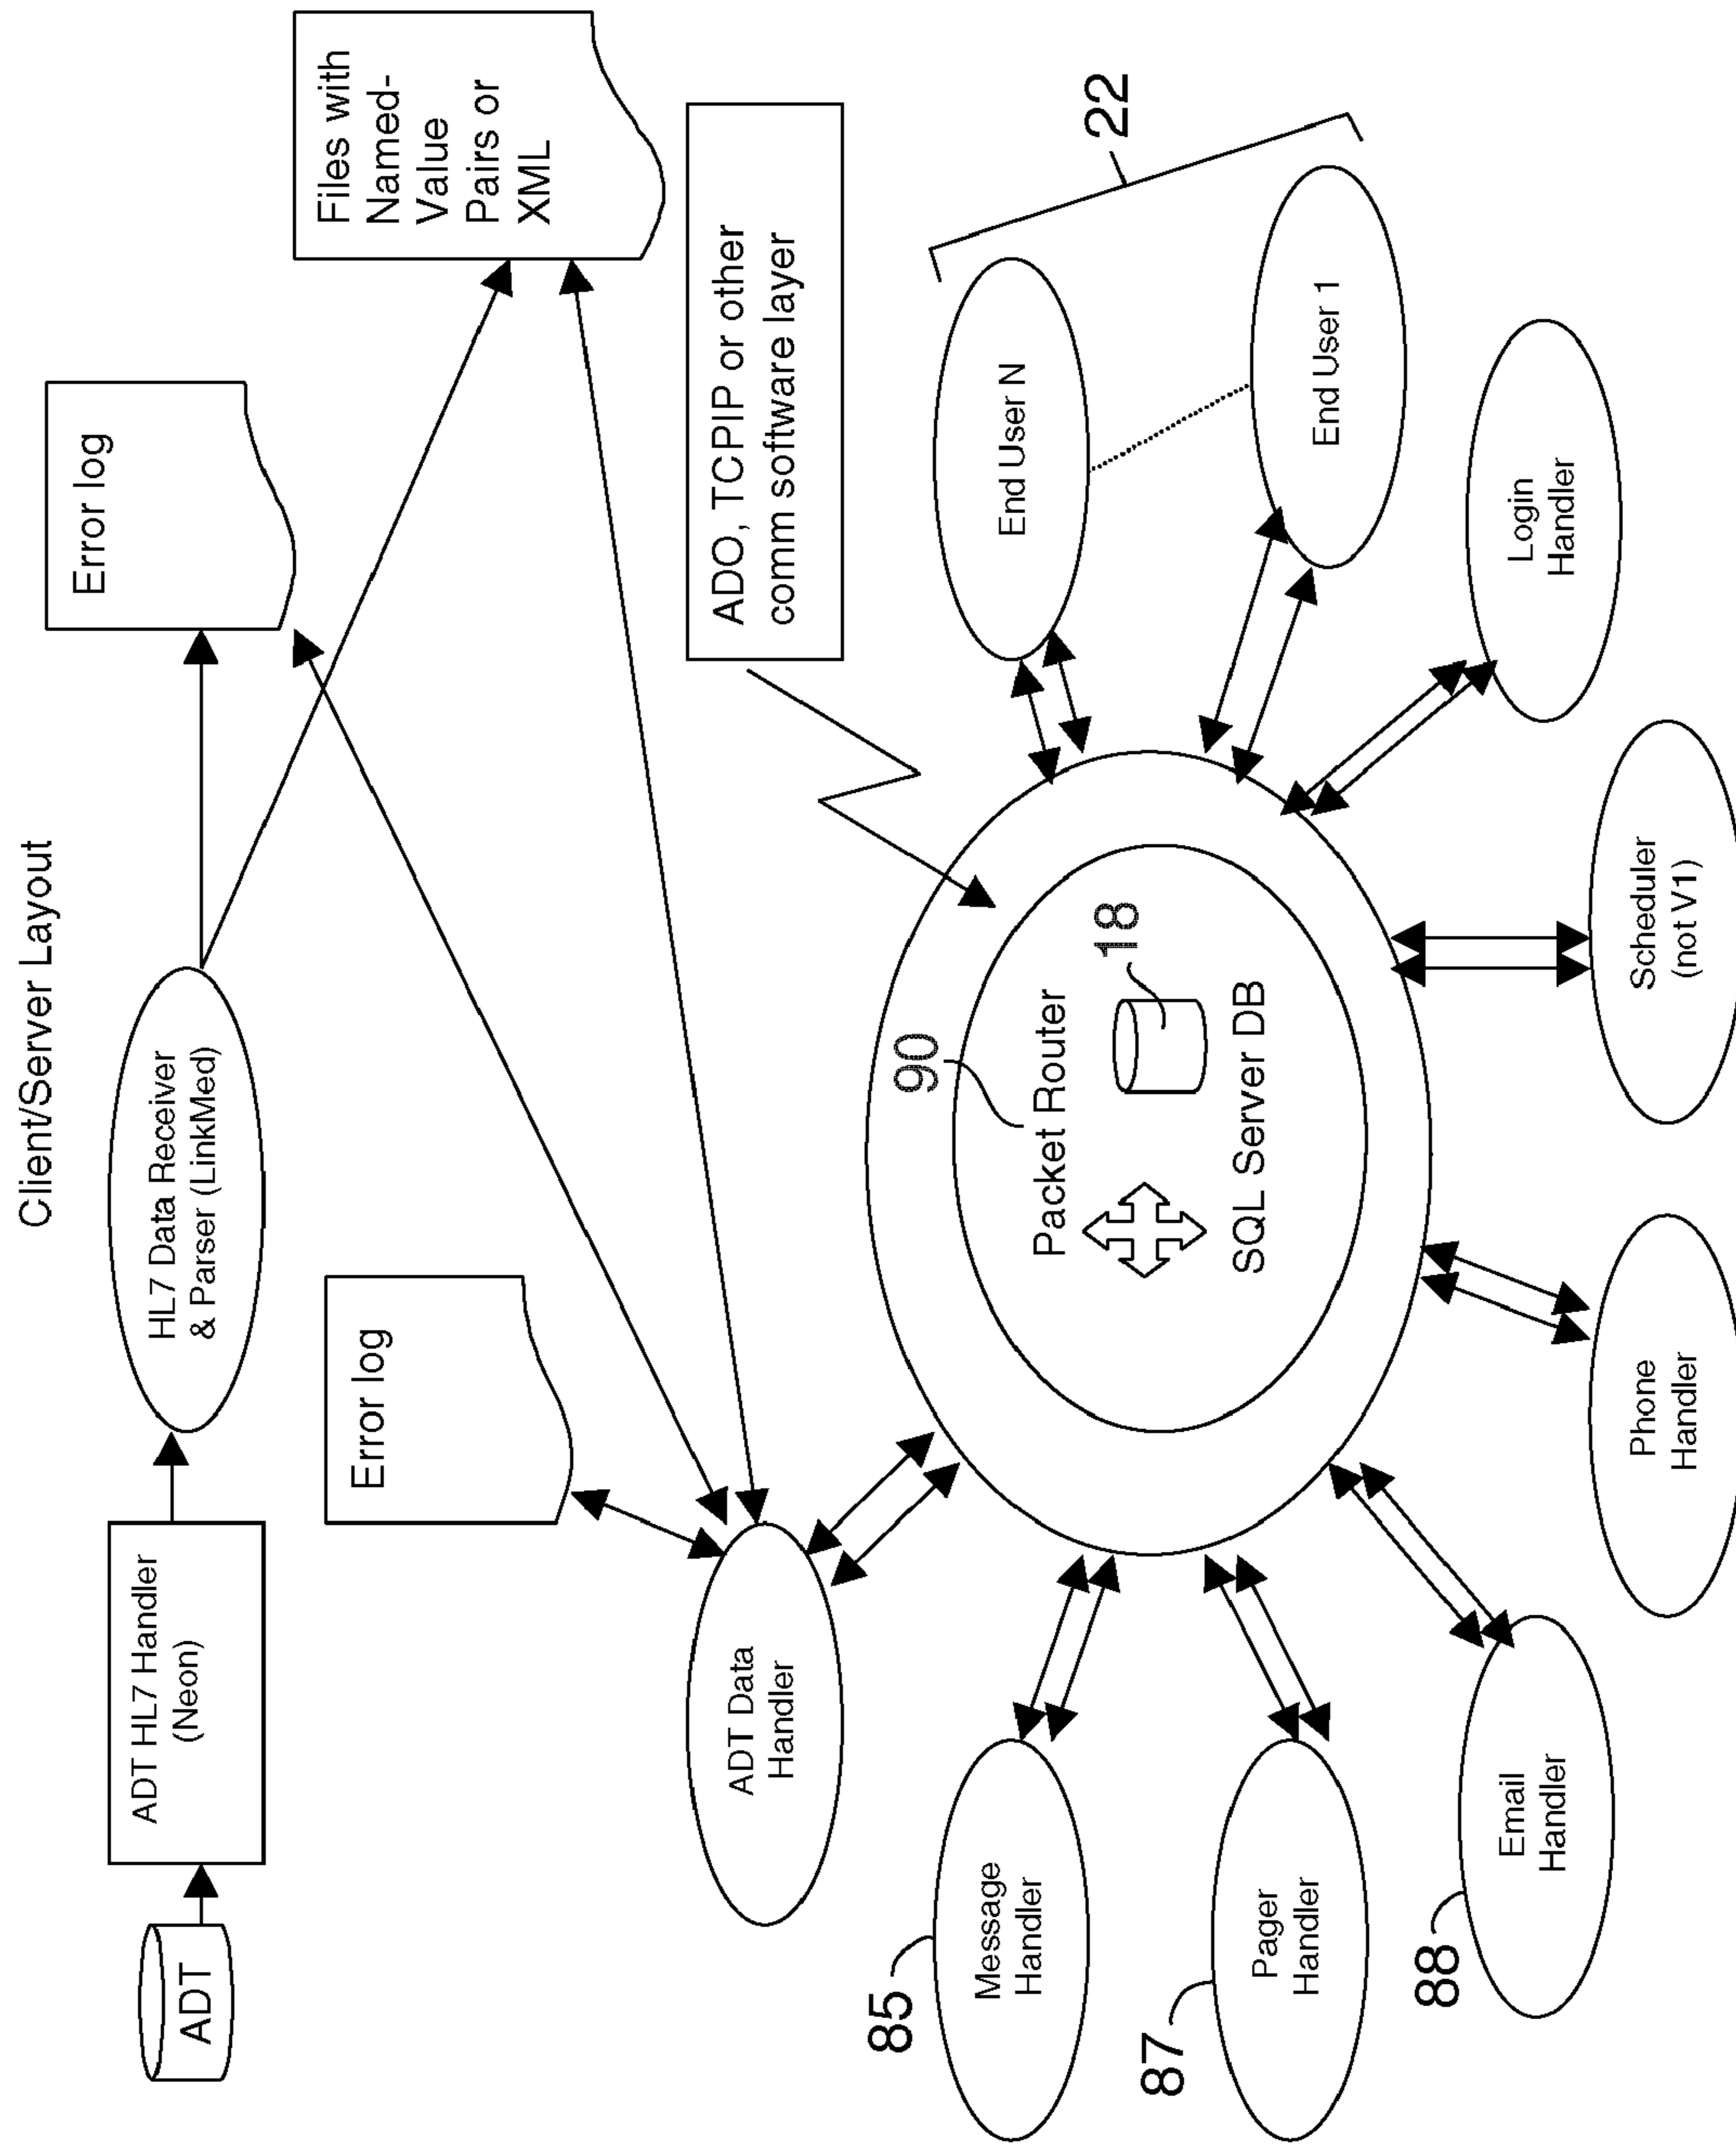 Client/Server Layout
ADT
ADT HL7 Handler
(Neon)
HL7 Data Receiver
& Parser (LinkMed)
Error log
Files with
Named-
Value
Pairs or
XML
Error log
ADO, TCPIP or other
comm software layer
ADT Data
Handler
85
Message
Handler
87
Pager
Handler
88
Email
Handler
Phone
Handler
Scheduler
(not V1)
Login
Handler
End User 1
End User N
22
90
Packet Router
18
SQL Server DB